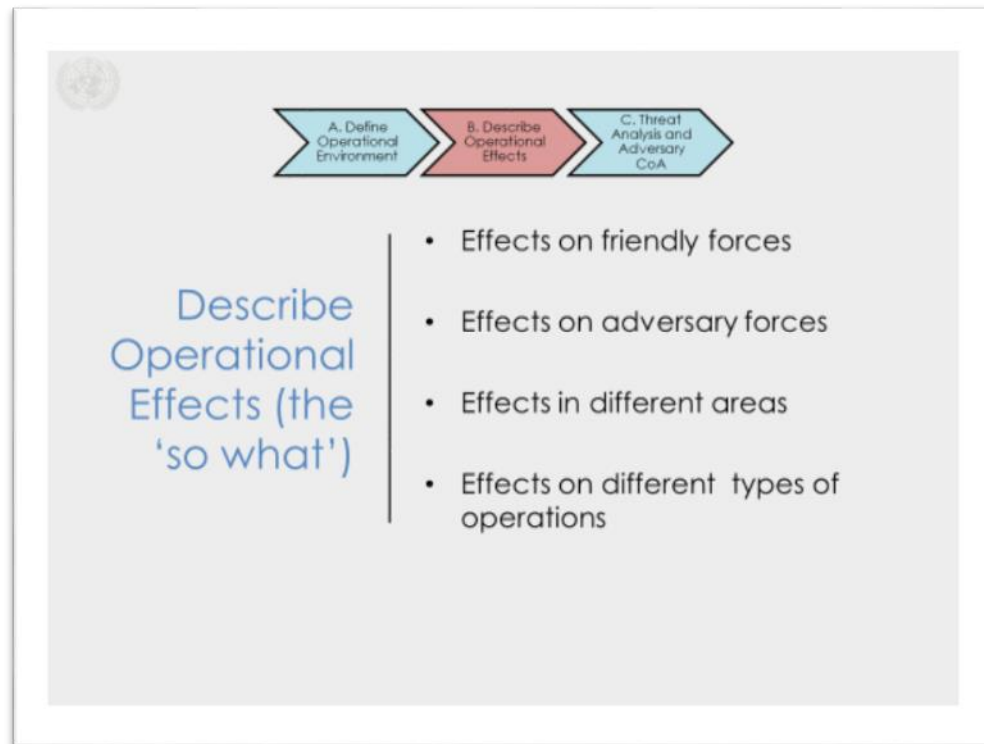 A. Define
Operational
Environment
B. Describe
Operational
Effects
C. Threat
Analysis and
Adversary
CoA
Describe
Operational
Effects (the
‘so what’)
• Effects on friendly forces
• Effects on adversary forces
• Effects in different areas
• Effects on different  types of
operations